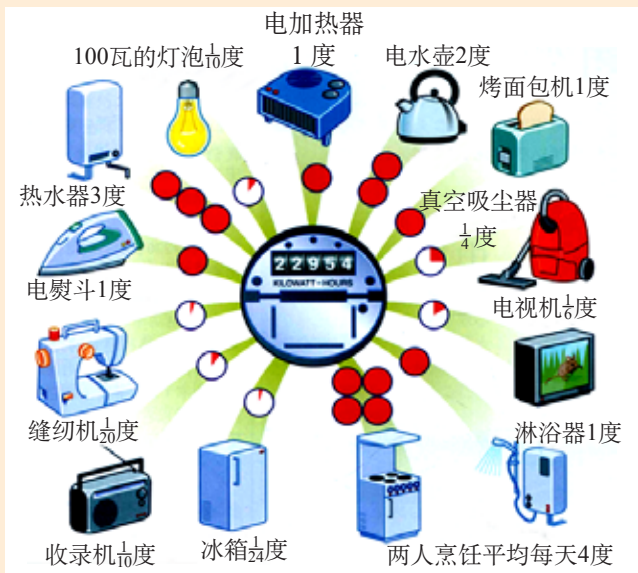 电加热器
1 度
100瓦的灯泡1/10度
电水壶2度
烤面包机1度
热水器3度
真空吸尘器
1/4度
电熨斗1度
22954
KILOWATT-HOURS
电视机1/6度
缝纫机1/20度
淋浴器1度
收录机1/10度
冰箱1/24度
两人烹饪平均每天4度